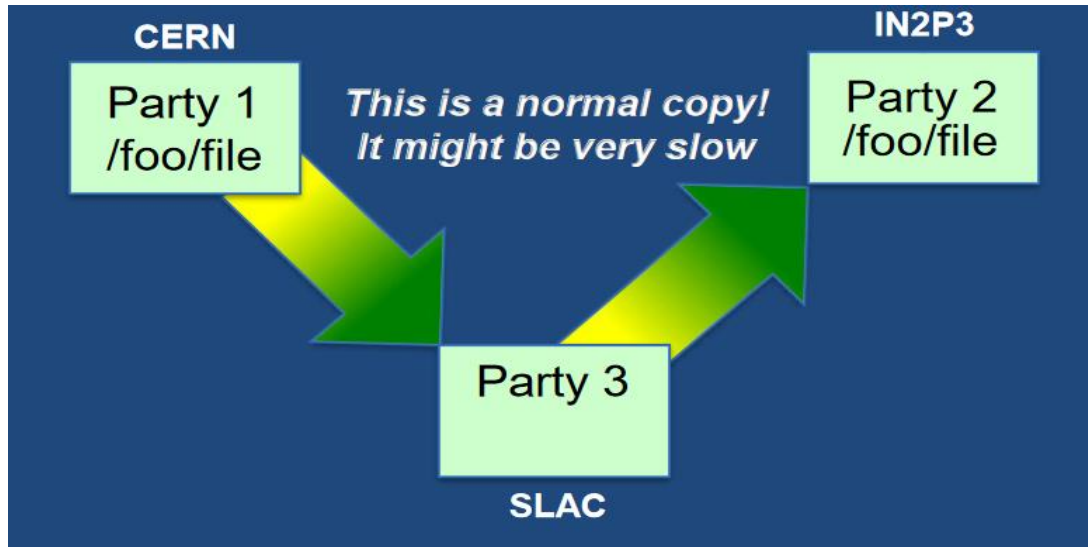 CERN
Party 1
/foo/file
This is a normal copy!
It might be very slow
IN2P3
Party 2
/foo/file
Party 3
SLAC